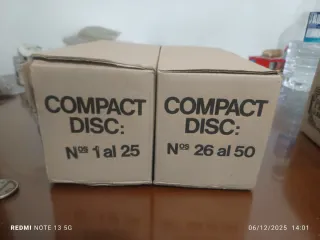 COMPACT
DISC:
Nos 1 al 25
COMPACT
DISC:
Nos 26 al 50
REDMI NOTE 13 5G
06/12/2025 14:01